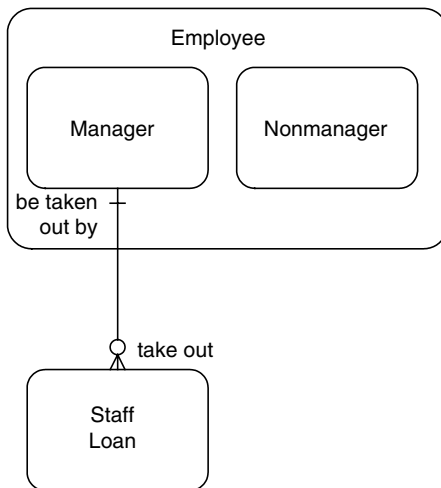 Employee
Manager
Nonmanager
be taken
out by
take out
Staff
Loan